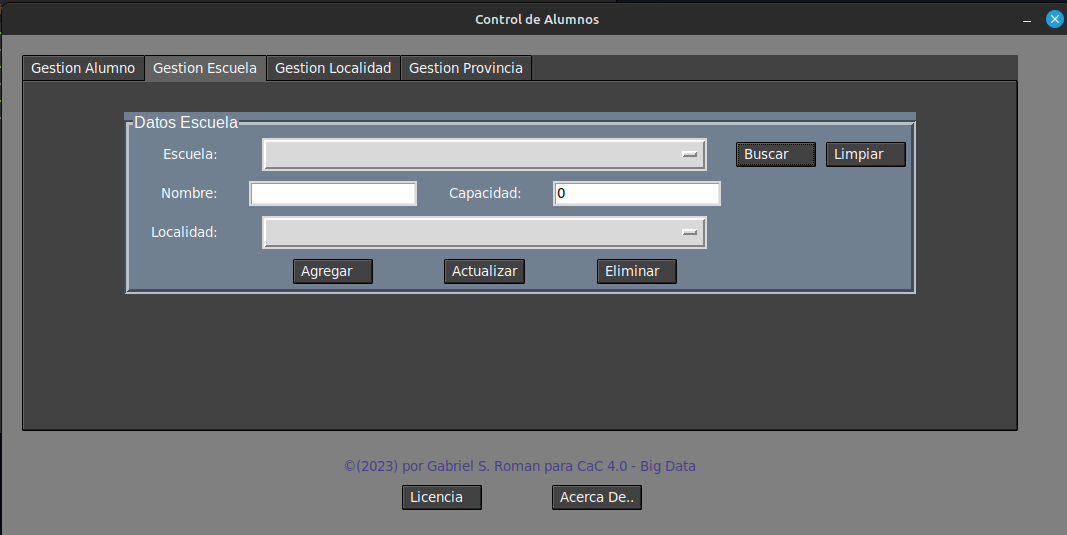 Control de Alumnos
Gestion Alumno Gestion Escuela Gestion Localidad Gestion Provincia
Datos Escuela
Escuela: Buscar Limpiar
Nombre: Capacidad: 0
Localidad:
Agregar Actualizar Eliminar
©(2023) por Gabriel S. Roman para CaC 4.0 - Big Data
Licencia Acerca De..